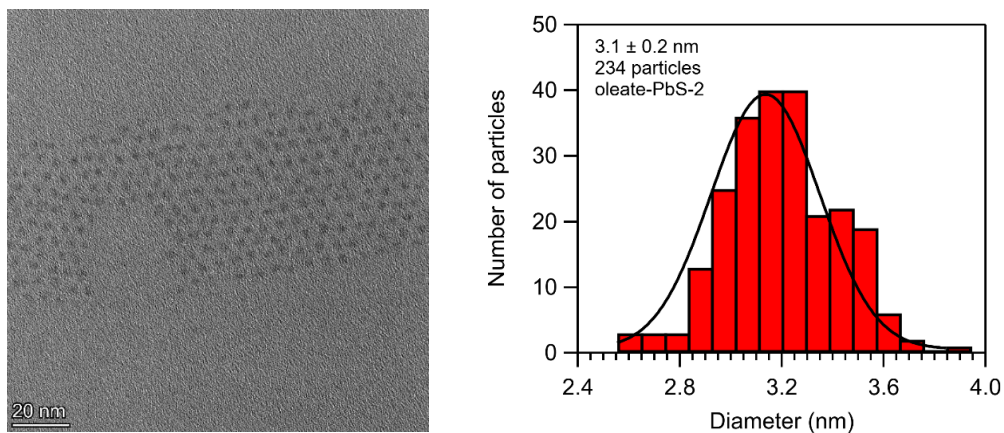 20 nm
50
40
30
20
10
0
Number of particles
3.1 ± 0.2 nm
234 particles
oleate-PbS-2
2.4 2.8 3.2 3.6 4.0
Diameter (nm)